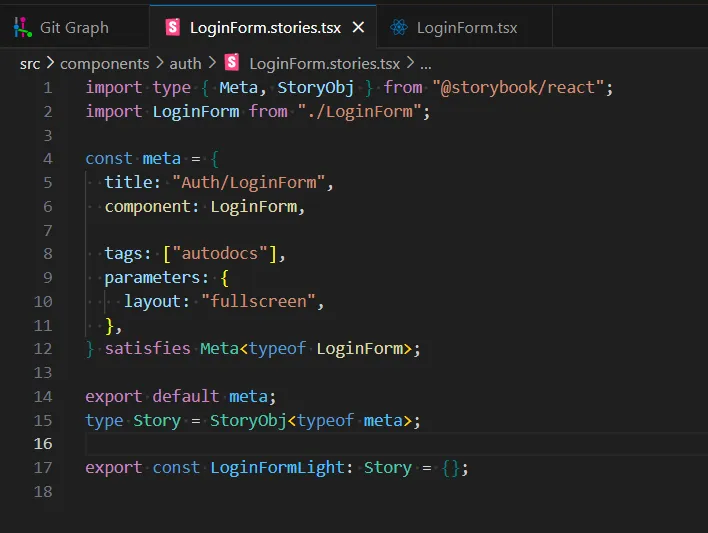 Git Graph
LoginForm.stories.tsx
LoginForm.tsx
src > components > auth > LoginForm.stories.tsx > ...
1 import type { Meta, StoryObj } from "@storybook/react";
2 import LoginForm from "./LoginForm";
3
4 const meta = {
5   title: "Auth/LoginForm",
6   component: LoginForm,
7
8   tags: ["autodocs"],
9   parameters: {
10     layout: "fullscreen",
11   },
12 } satisfies Meta<typeof LoginForm>;
13
14 export default meta;
15 type Story = StoryObj<typeof meta>;
16
17 export const LoginFormLight: Story = {};
18